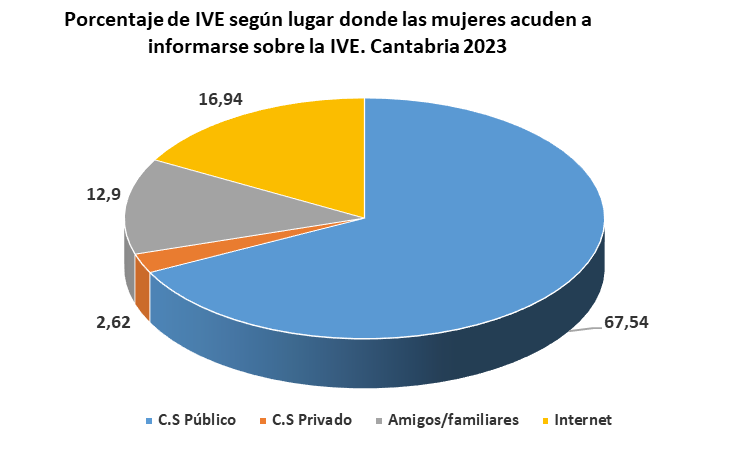 Porcentaje de IVE según lugar donde las mujeres acuden a
informarse sobre la IVE. Cantabria 2023
16,94
12,9
2,62
67,54
C.S Público C.S Privado Amigos/familiares Internet